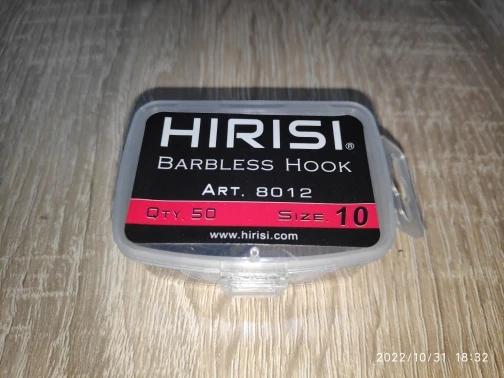 HIRISI®
BARBLESS HOOK
ART. 8012
QTY. 50 SIZE. 10
www.hirisi.com
2022/10/31 18:32